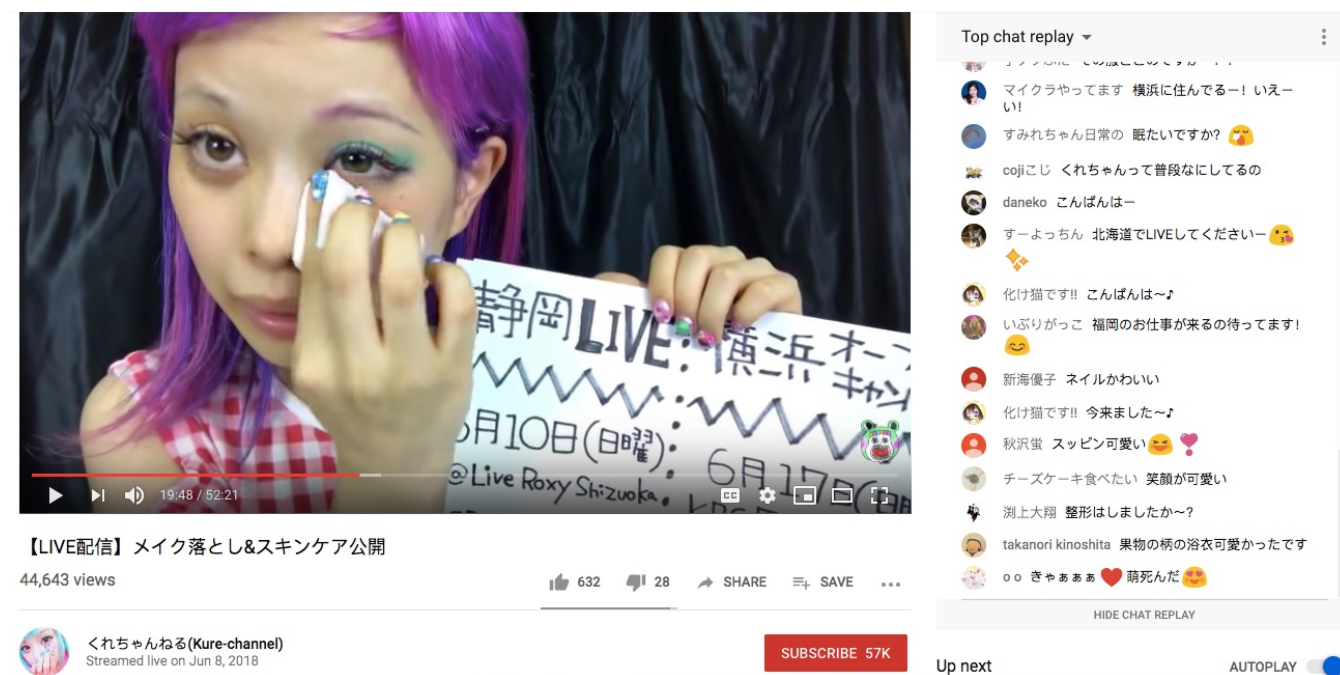 静岡LIVE: 横浜オープ
キャン
月10日(日曜): 6月17日(日
@Live Roxy Shizuoka.
19:48 / 52:21
CC
【LIVE配信】メイク落とし&スキンケア公開
44,643 views
632
28
SHARE
SAVE
くれちゃんねる(Kure-channel)
Streamed live on Jun 8, 2018
SUBSCRIBE 57K
Top chat replay
マイクラやってます 横浜に住んでるー! いえー
い!
すみれちゃん日常の 眠たいですか?
cojiこじ くれちゃんって普段なにしてるの
daneko こんばんはー
すーよっちん 北海道でLIVEしてくださいー
化け猫です!! こんばんは〜♪
いぶりがっこ 福岡のお仕事が来るの待ってます!
新海優子 ネイルかわいい
化け猫です!! 今来ました〜♪
秋沢蛍 スッピン可愛い
チーズケーキ食べたい 笑顔が可愛い
渕上大翔 整形はしましたか〜?
takanori kinoshita 果物の柄の浴衣可愛かったです
o o きゃぁぁぁ❤萌死んだ
HIDE CHAT REPLAY
Up next
AUTOPLAY